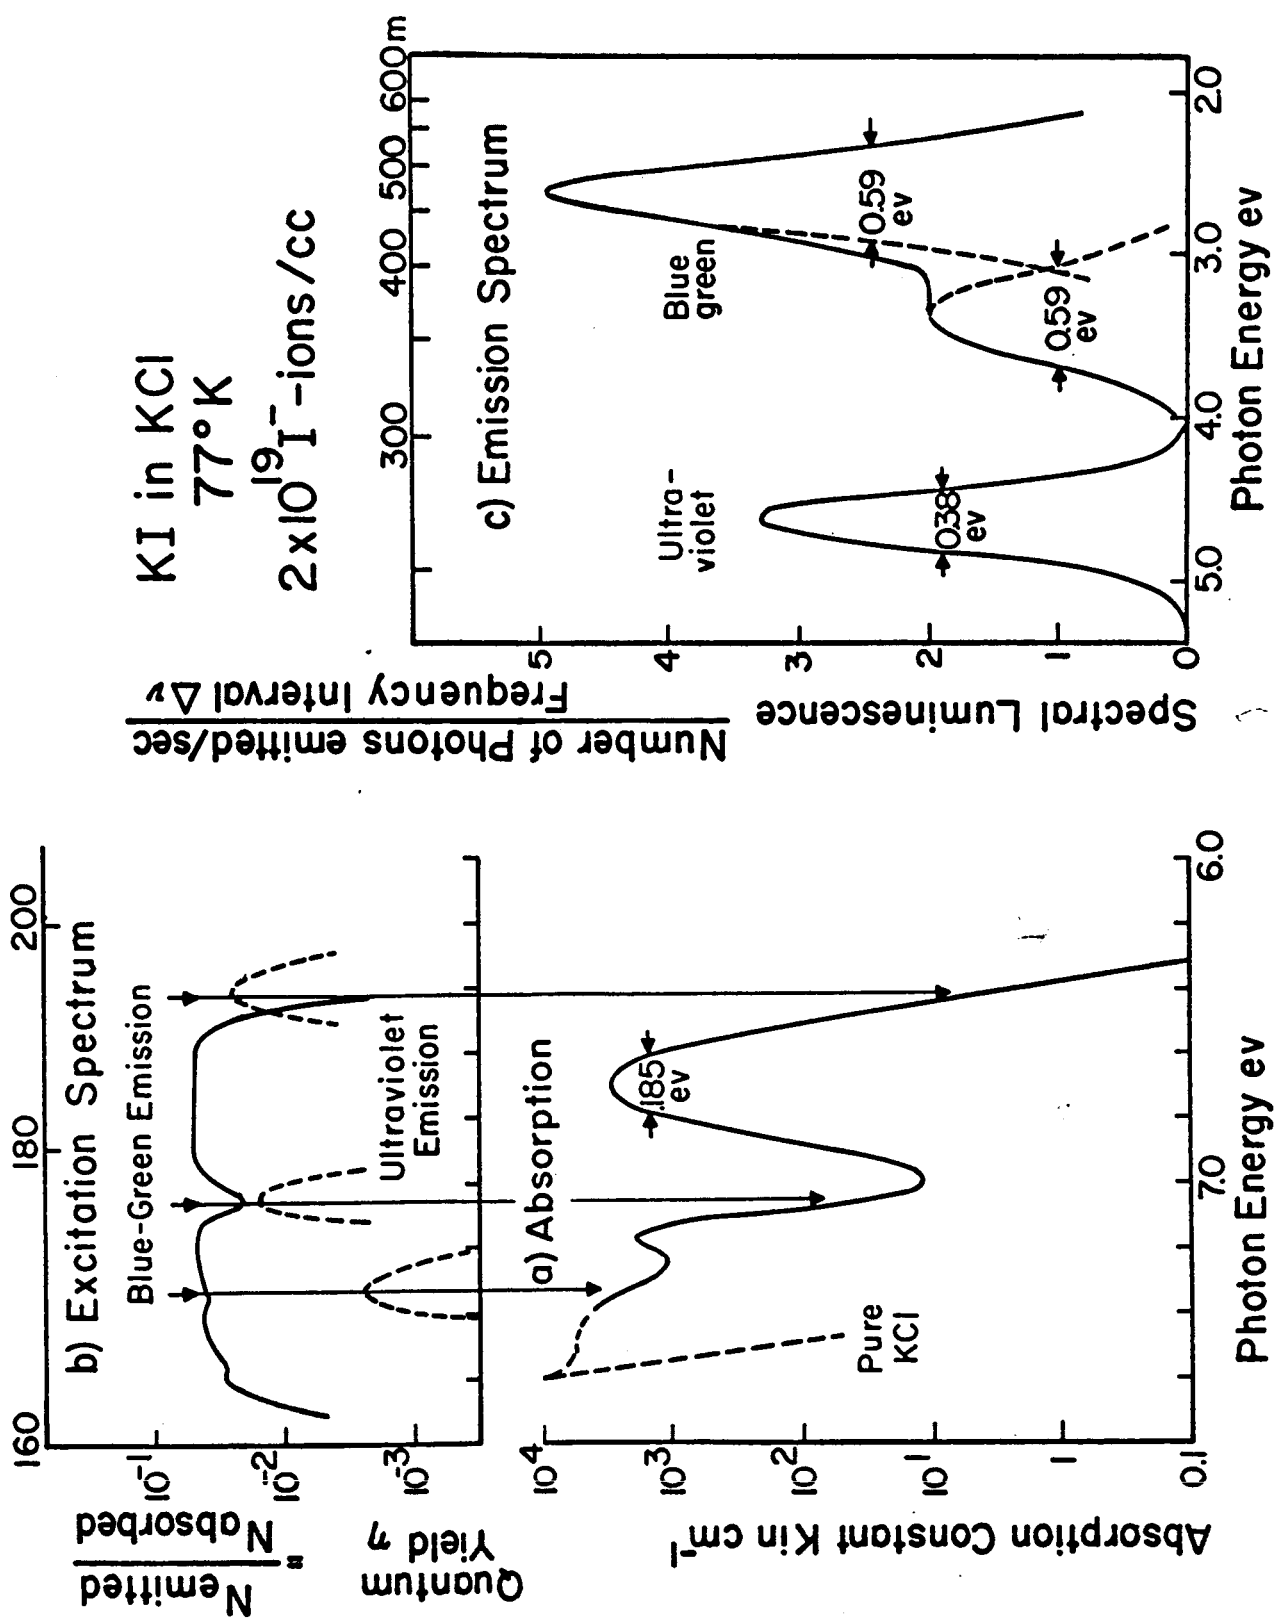 KI in KCl
77°K
2x10¹⁹ I⁻-ions/cc
160 180 200
b) Excitation Spectrum
Blue-Green Emission
Ultraviolet
Emission
10⁻¹
10⁻²
10⁻³
N emitted
=
N absorbed
Quantum
Yield η
a) Absorption
.185
ev
Pure
KCl
10⁴
10³
10²
10¹
1
0.1
Absorption Constant K in cm⁻¹
7.0 6.0
Photon Energy ev
300 400 500 600m
c) Emission Spectrum
Ultra-
violet
Blue
green
0.38
ev
0.59
ev
0.59
ev
5
4
3
2
1
0
Number of Photons emitted/sec
Frequency Interval Δν
Spectral Luminescence
5.0 4.0 3.0 2.0
Photon Energy ev